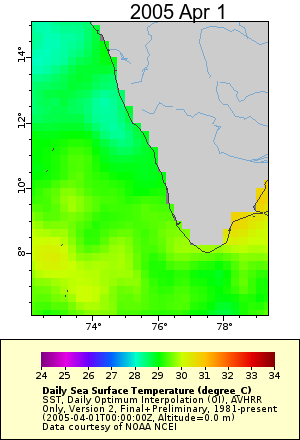 2005 Apr 1
14°
12°
10°
8°
74°
76°
78°
24 25 26 27 28 29 30 31 32 33 34
Daily Sea Surface Temperature (degree_C)
SST, Daily Optimum Interpolation (OI), AVHRR
Only, Version 2, Final+Preliminary, 1981-present
(2005-04-01T00:00:00Z, Altitude=0.0 m)
Data courtesy of NOAA NCEI